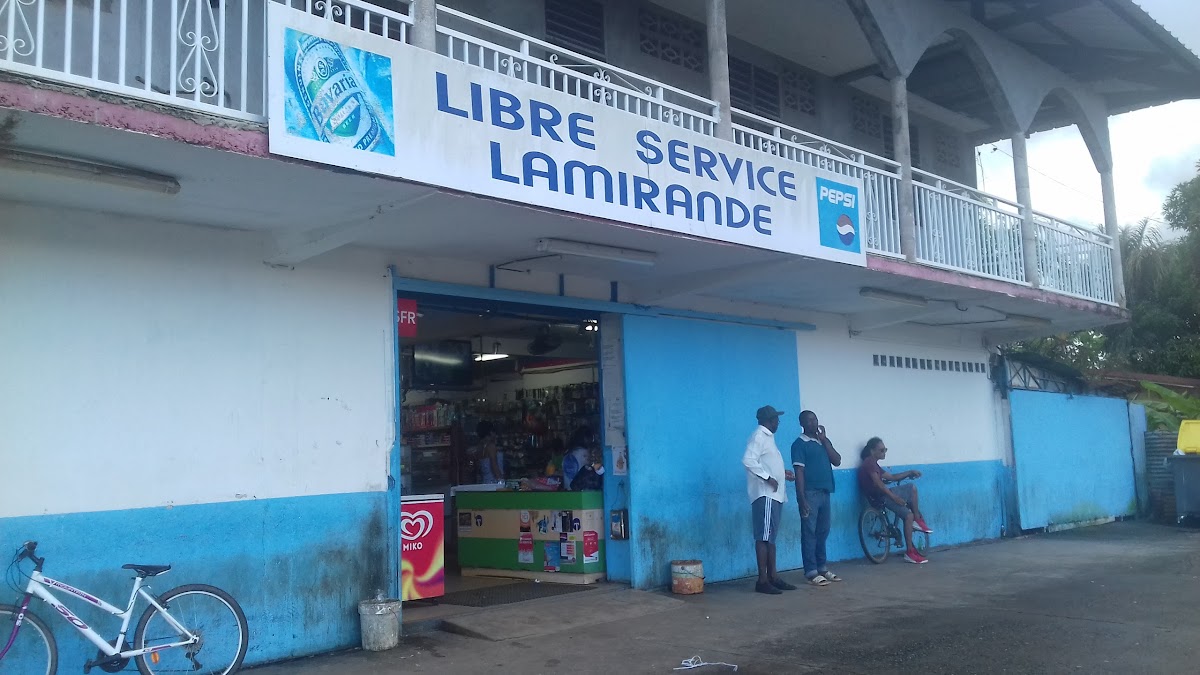 Bavaria
LIBRE SERVICE
LAMIRANDE
PEPSI
SFR
MIKO